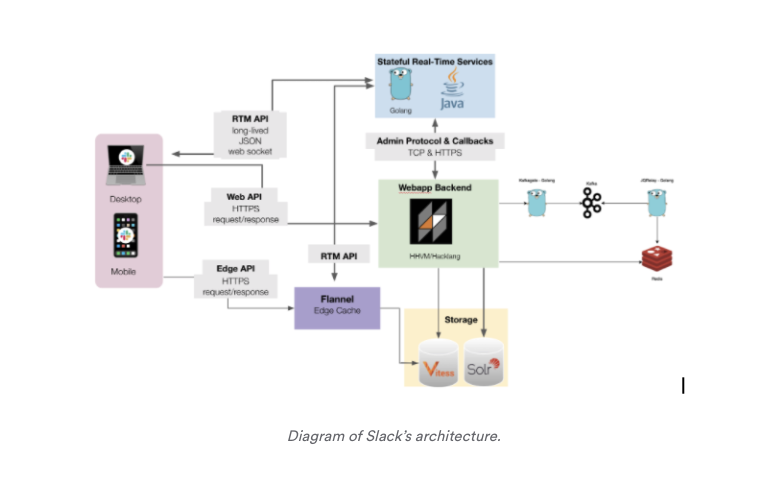 Stateful Real-Time Services
Golang
Java
RTM API
long-lived
JSON
web socket
Admin Protocol & Callbacks
TCP & HTTPS
Desktop
Web API
HTTPS
request/response
Webapp Backend
HHVM/Hacklang
Kafkagate - Golang
Kafka
JQRelay - Golang
Redis
Mobile
RTM API
Edge API
HTTPS
request/response
Flannel
Edge Cache
Storage
Vitess
Solr
Diagram of Slack's architecture.